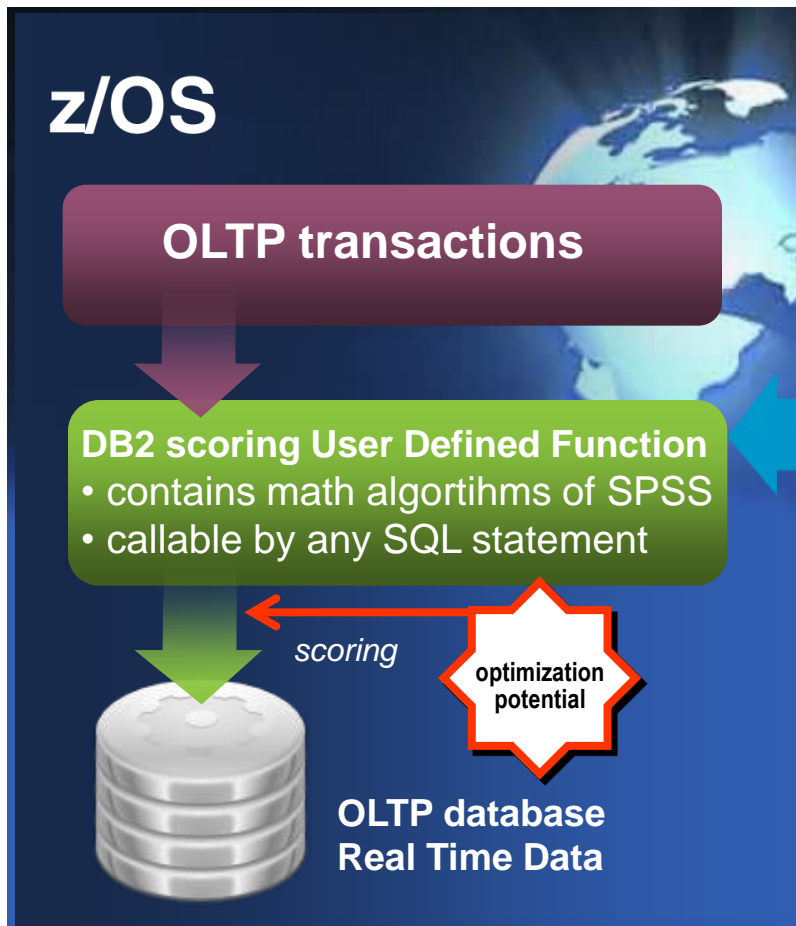 z/OS
OLTP transactions
DB2 scoring User Defined Function
• contains math algortihms of SPSS
• callable by any SQL statement
scoring
optimization
potential
OLTP database
Real Time Data